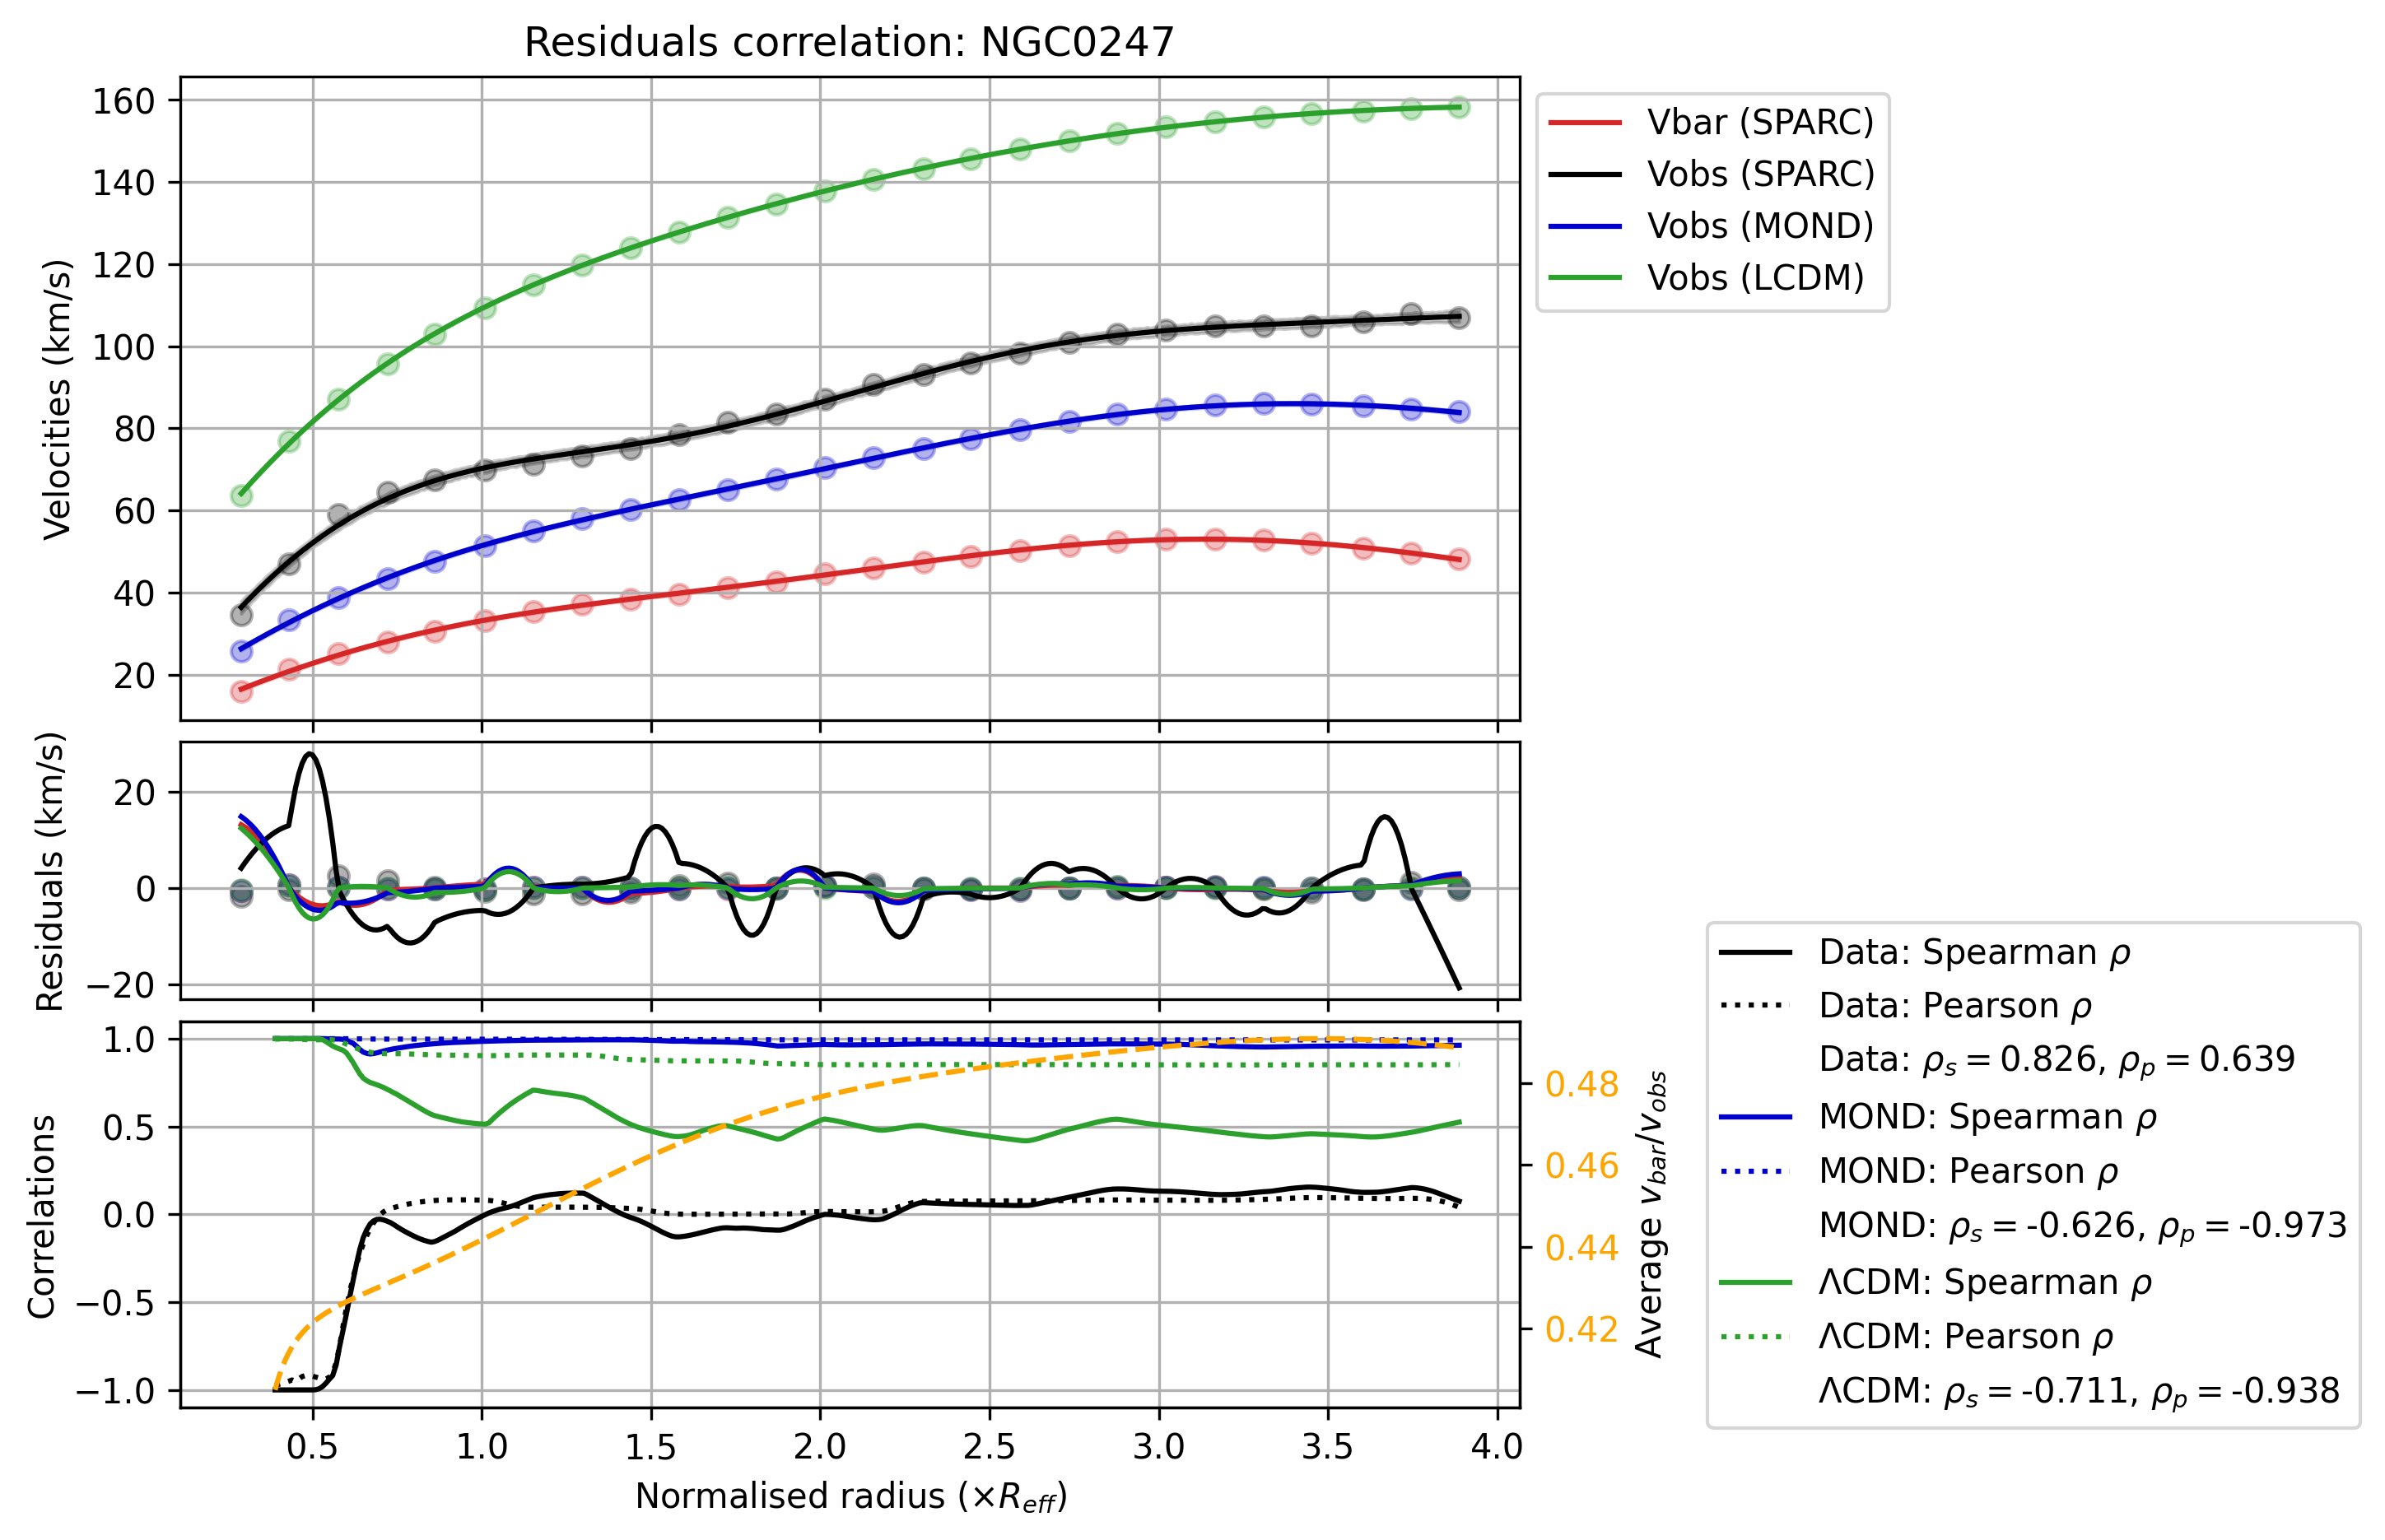 Residuals correlation: NGC0247
Velocities (km/s)
160
140
120
100
80
60
40
20
Vbar (SPARC)
Vobs (SPARC)
Vobs (MOND)
Vobs (LCDM)
Residuals (km/s)
20
0
−20
Correlations
1.0
0.5
0.0
−0.5
−1.0
0.48
0.46
0.44
0.42
Average v_bar/v_obs
0.5 1.0 1.5 2.0 2.5 3.0 3.5 4.0
Normalised radius (×R_eff)
Data: Spearman ρ
Data: Pearson ρ
Data: ρ_s = 0.826, ρ_p = 0.639
MOND: Spearman ρ
MOND: Pearson ρ
MOND: ρ_s = -0.626, ρ_p = -0.973
ΛCDM: Spearman ρ
ΛCDM: Pearson ρ
ΛCDM: ρ_s = -0.711, ρ_p = -0.938